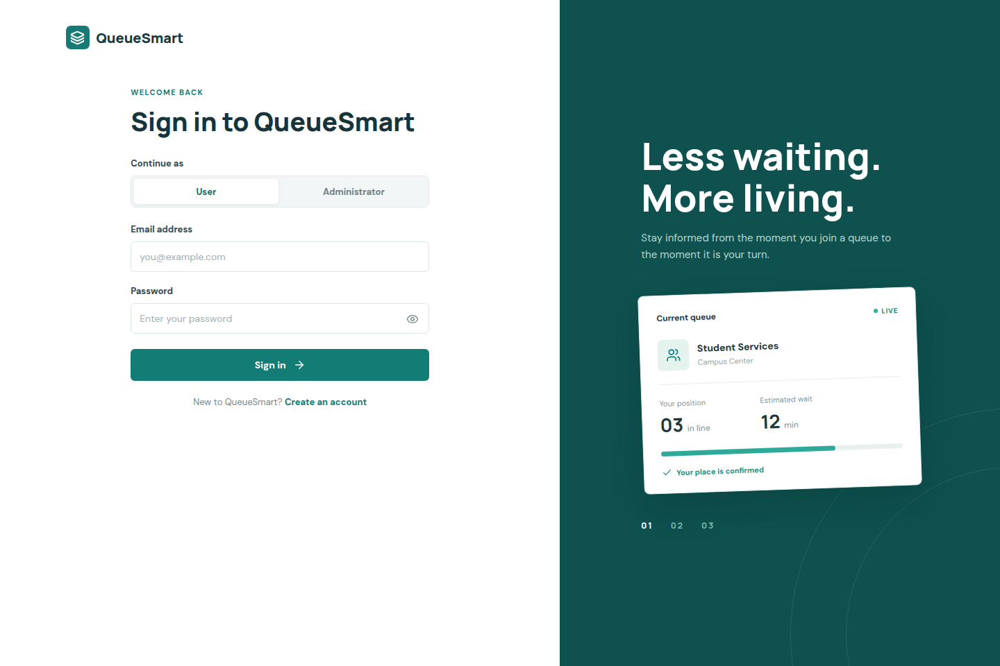 QueueSmart
WELCOME BACK
Sign in to QueueSmart
Continue as
User
Administrator
Email address
you@example.com
Password
Enter your password
Sign in
New to QueueSmart? Create an account
Less waiting.
More living.
Stay informed from the moment you join a queue to
the moment it is your turn.
Current queue
LIVE
Student Services
Campus Center
Your position
03 in line
Estimated wait
12 min
Your place is confirmed
01 02 03